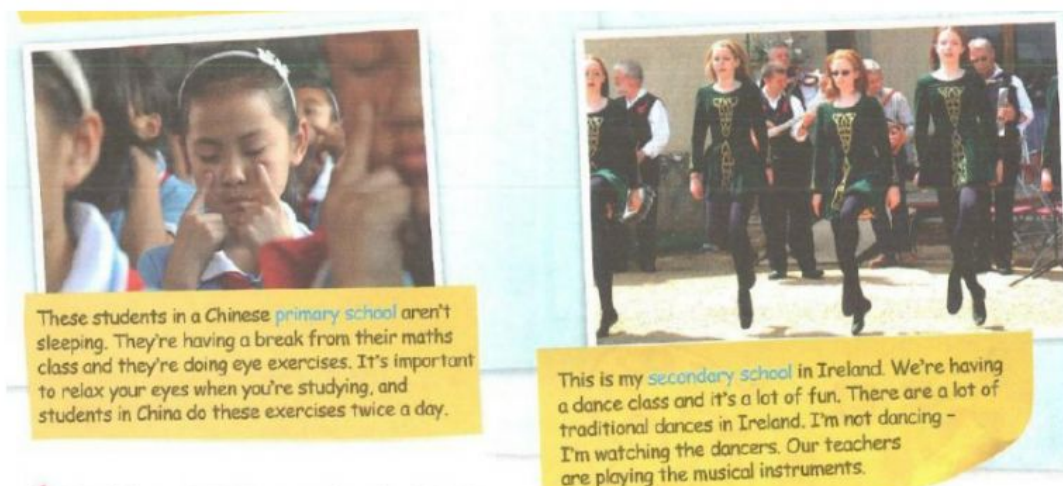 These students in a Chinese primary school aren't
sleeping. They're having a break from their maths
class and they're doing eye exercises. It's important
to relax your eyes when you're studying, and
students in China do these exercises twice a day.
This is my secondary school in Ireland. We're having
a dance class and it's a lot of fun. There are a lot of
traditional dances in Ireland. I'm not dancing –
I'm watching the dancers. Our teachers
are playing the musical instruments.